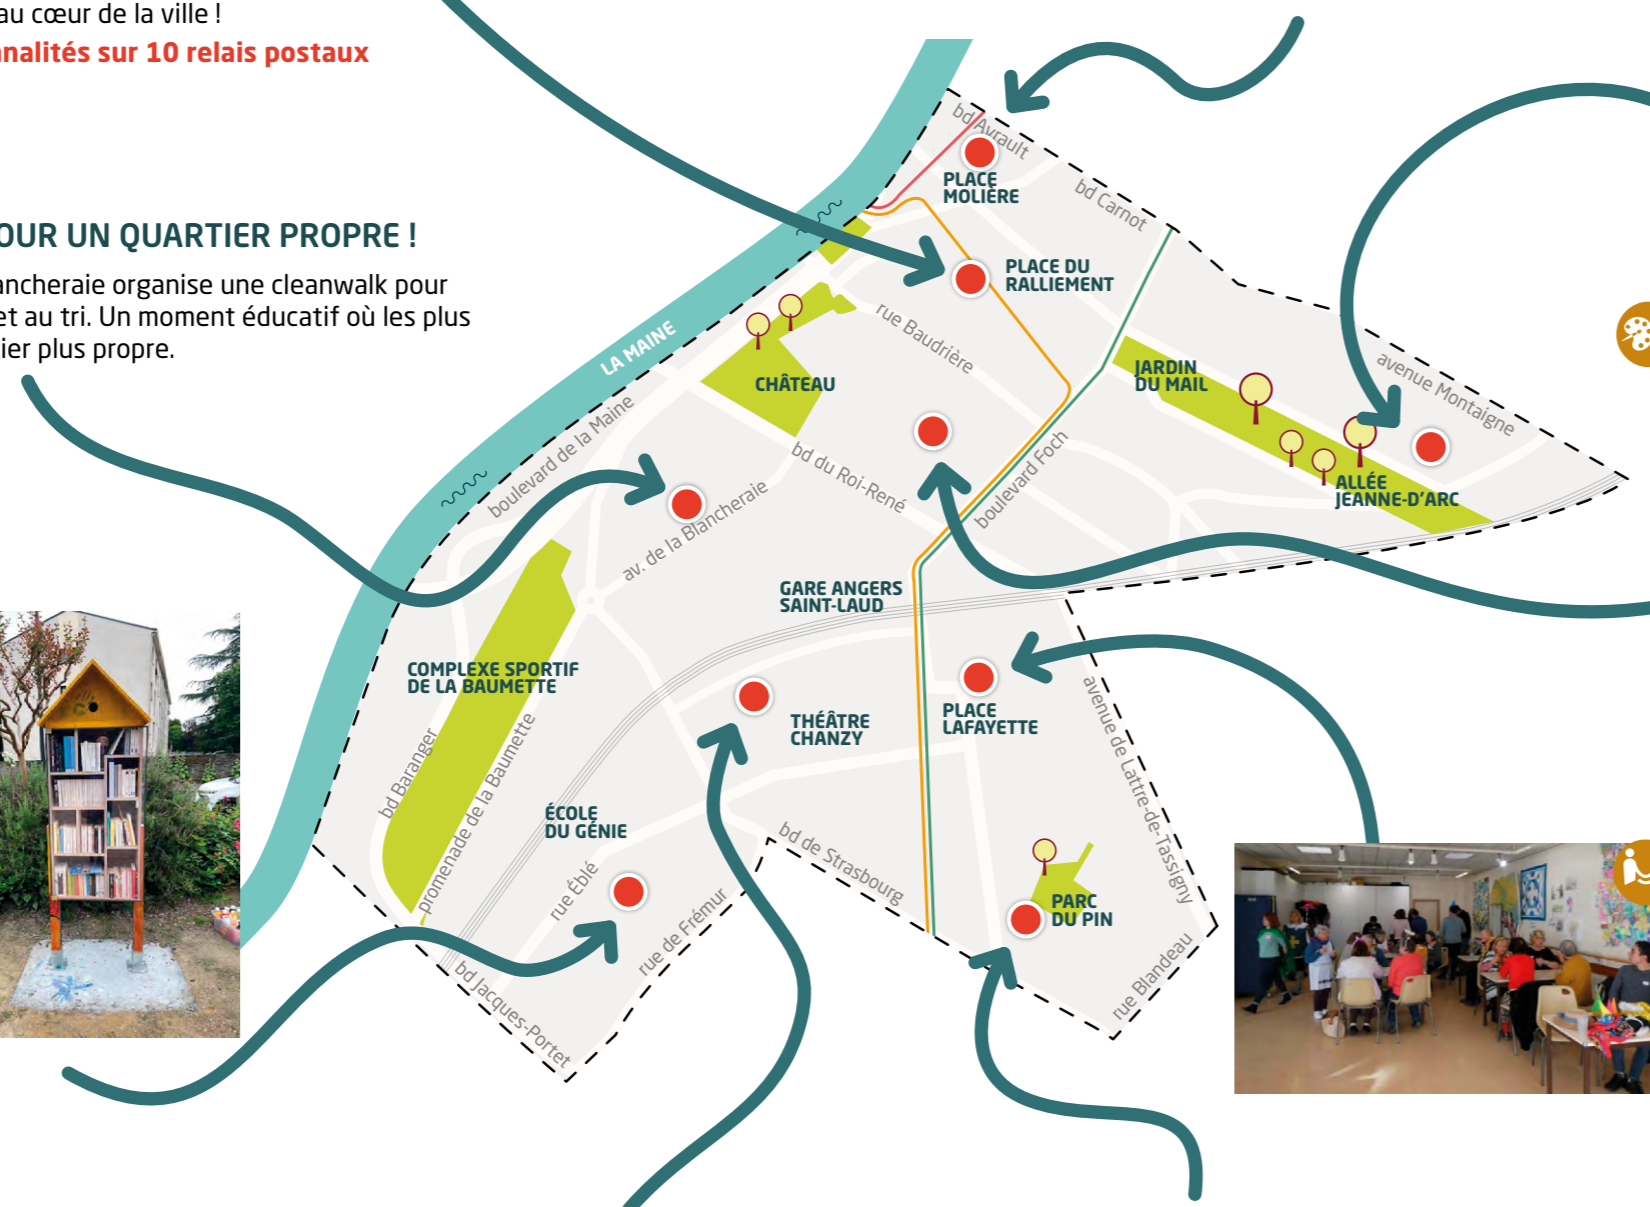 au cœur de la ville !
nnalités sur 10 relais postaux
OUR UN QUARTIER PROPRE !
ancheraie organise une cleanwalk pour
et au tri. Un moment éducatif où les plus
tier plus propre.
bd Ayrault
PLACE
MOLIÈRE
bd Carnot
PLACE DU
RALLIEMENT
rue Baudrière
LA MAINE
CHÂTEAU
JARDIN
DU MAIL
avenue Montaigne
boulevard de la Maine
bd du Roi-René
boulevard Foch
ALLÉE
JEANNE-D'ARC
av. de la Blancheraie
GARE ANGERS
SAINT-LAUD
COMPLEXE SPORTIF
DE LA BAUMETTE
THÉÂTRE
CHANZY
PLACE
LAFAYETTE
avenue de Lattre-de-Tassigny
bd Baranger
promenade de la Baumette
ÉCOLE
DU GÉNIE
bd de Strasbourg
rue Éblé
rue de Frémur
PARC
DU PIN
bd Jacques-Portet
rue Blandeau